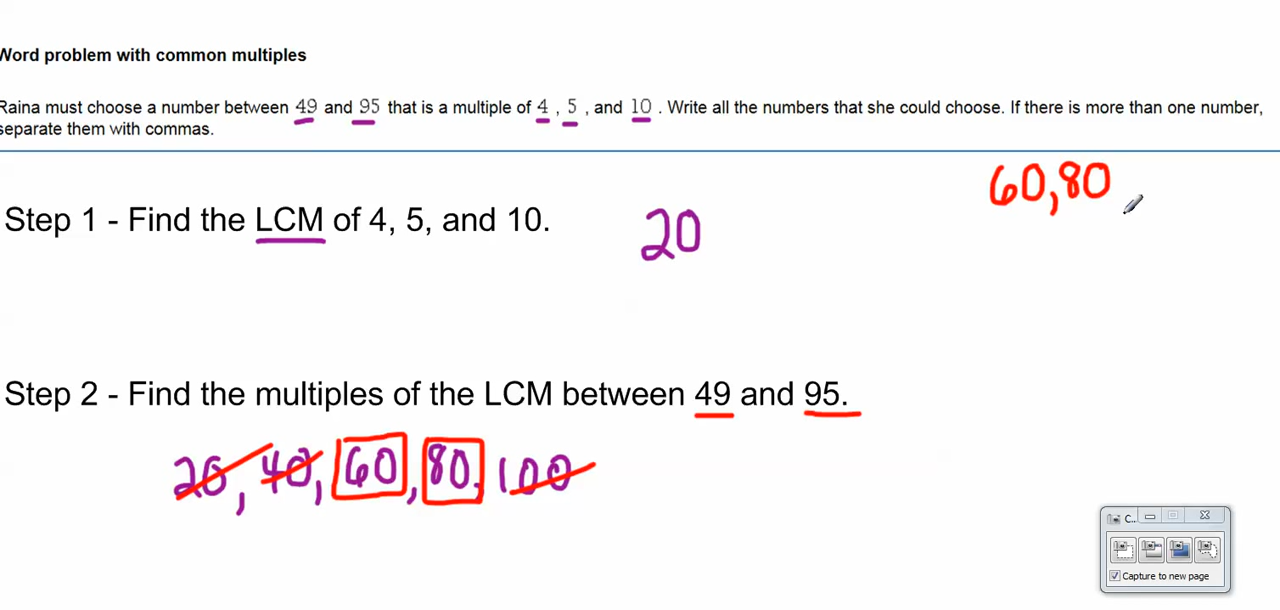 Word problem with common multiples
Raina must choose a number between 49 and 95 that is a multiple of 4, 5, and 10. Write all the numbers that she could choose. If there is more than one number,
separate them with commas.
60,80
Step 1 - Find the LCM of 4, 5, and 10.
20
Step 2 - Find the multiples of the LCM between 49 and 95.
20, 40, 60, 80, 100
C...
Capture to new page